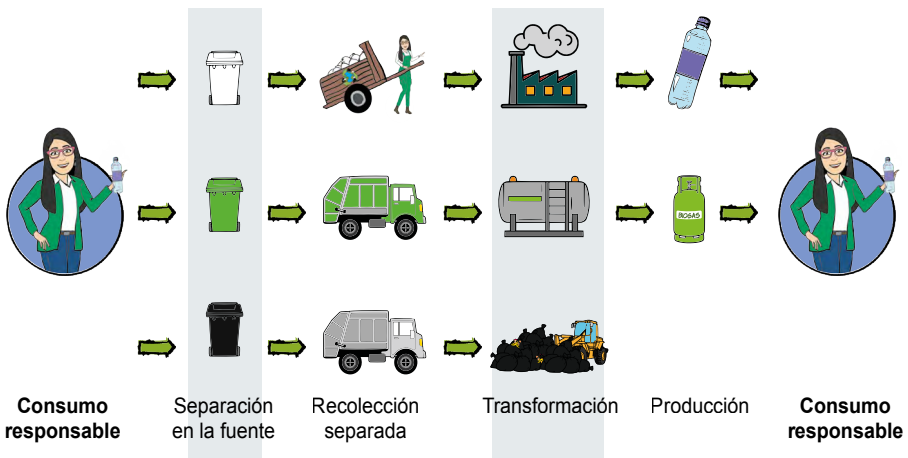 BIOGAS
Consumo
responsable
Separación
en la fuente
Recolección
separada
Transformación
Producción
Consumo
responsable